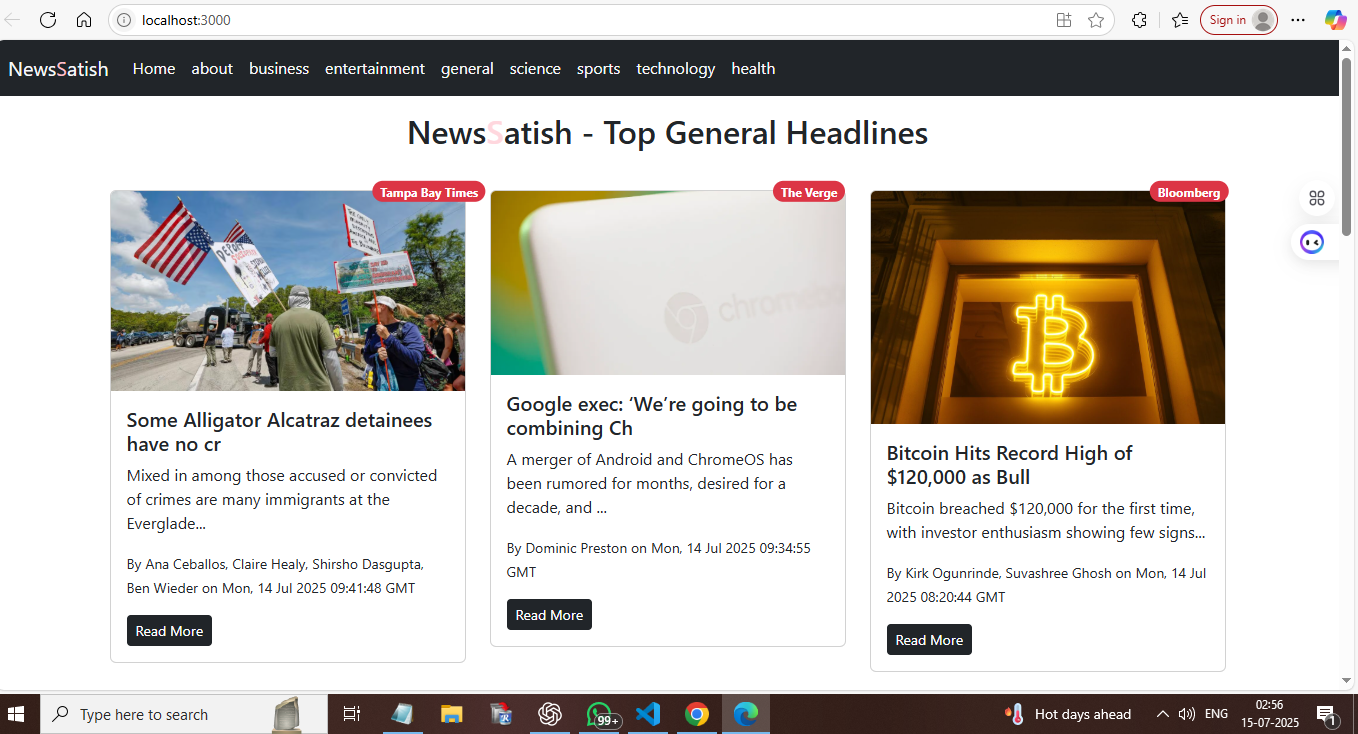 localhost:3000
Sign in
NewsSatish Home about business entertainment general science sports technology health
NewsSatish - Top General Headlines
Tampa Bay Times
Some Alligator Alcatraz detainees
have no cr
Mixed in among those accused or convicted
of crimes are many immigrants at the
Everglade...
By Ana Ceballos, Claire Healy, Shirsho Dasgupta,
Ben Wieder on Mon, 14 Jul 2025 09:41:48 GMT
Read More
The Verge
chrome
Google exec: ‘We’re going to be
combining Ch
A merger of Android and ChromeOS has
been rumored for months, desired for a
decade, and ...
By Dominic Preston on Mon, 14 Jul 2025 09:34:55
GMT
Read More
Bloomberg
Bitcoin Hits Record High of
$120,000 as Bull
Bitcoin breached $120,000 for the first time,
with investor enthusiasm showing few signs...
By Kirk Ogunrinde, Suvashree Ghosh on Mon, 14 Jul
2025 08:20:44 GMT
Read More
Type here to search
99+
Hot days ahead
ENG
02:56
15-07-2025
1